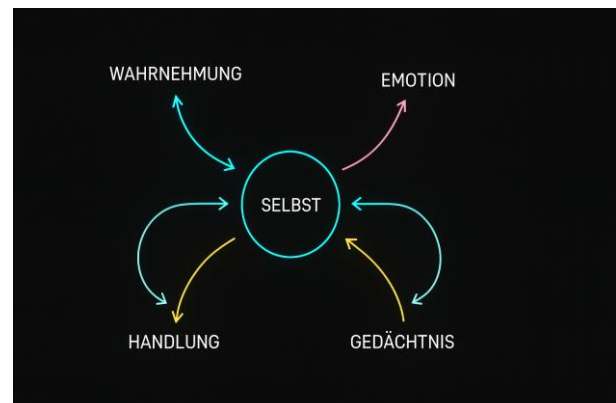 WAHRNEHMUNG
EMOTION
SELBST
HANDLUNG
GEDÄCHTNIS